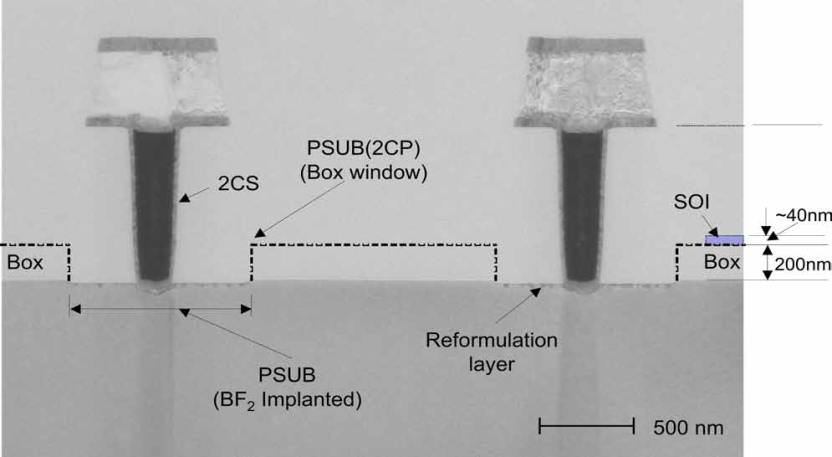 PSUB(2CP)
(Box window)
2CS
SOI
~40nm
Box
Box
200nm
Reformulation
layer
PSUB
(BF₂ Implanted)
500 nm